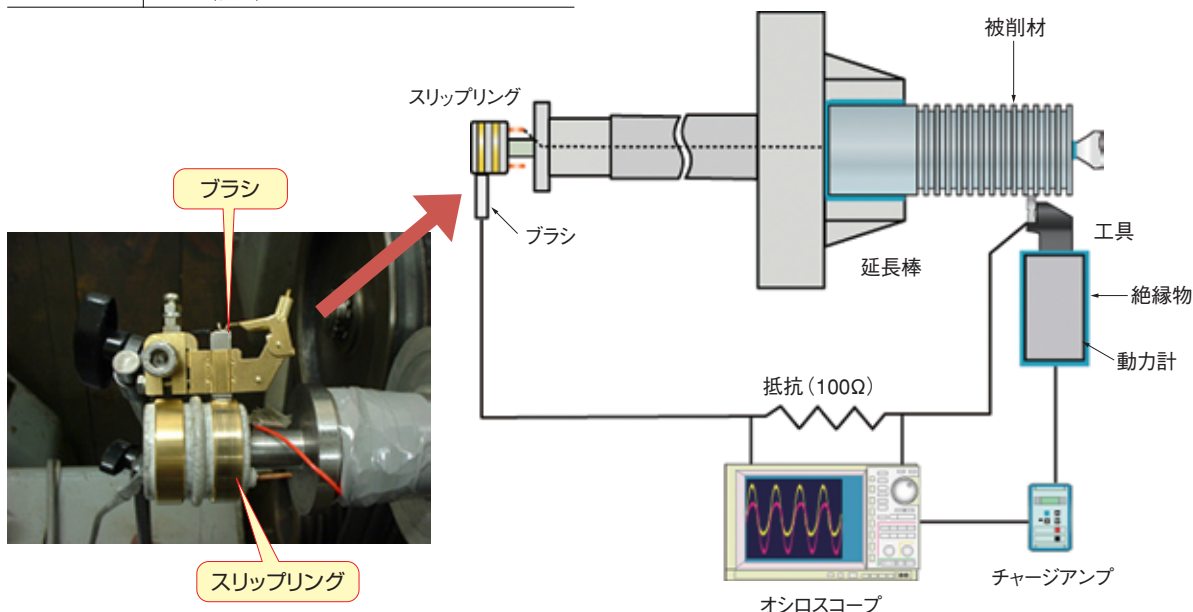 被削材
スリップリング
ブラシ
ブラシ
工具
延長棒
絶縁物
動力計
抵抗（100Ω）
スリップリング
チャージアンプ
オシロスコープ